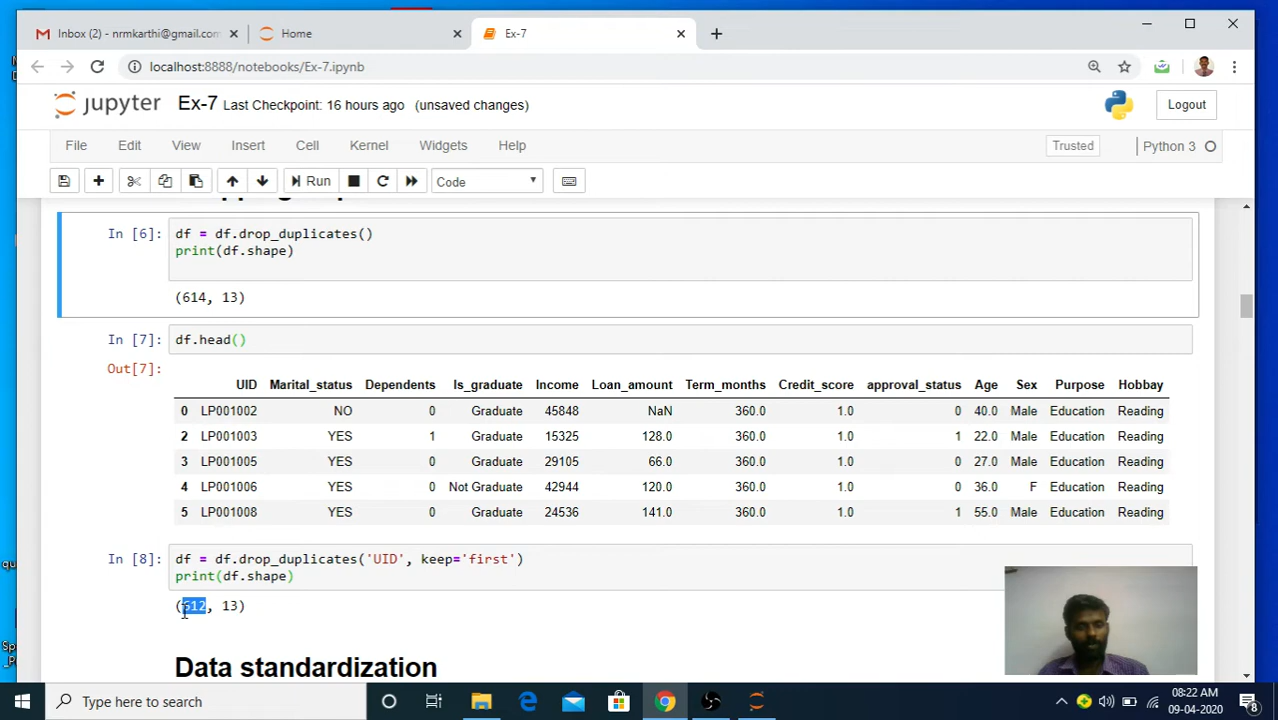 Inbox (2) - nrmkarthi@gmail.com
Home
Ex-7
localhost:8888/notebooks/Ex-7.ipynb
jupyter Ex-7 Last Checkpoint: 16 hours ago (unsaved changes)
Logout
File Edit View Insert Cell Kernel Widgets Help
Trusted
Python 3
Run
Code
In [6]: df = df.drop_duplicates()
print(df.shape)
(614, 13)
In [7]: df.head()
Out[7]:
UID Marital_status Dependents Is_graduate Income Loan_amount Term_months Credit_score approval_status Age Sex Purpose Hobbay
0 LP001002 NO 0 Graduate 45848 NaN 360.0 1.0 0 40.0 Male Education Reading
2 LP001003 YES 1 Graduate 15325 128.0 360.0 1.0 1 22.0 Male Education Reading
3 LP001005 YES 0 Graduate 29105 66.0 360.0 1.0 0 27.0 Male Education Reading
4 LP001006 YES 0 Not Graduate 42944 120.0 360.0 1.0 0 36.0 F Education Reading
5 LP001008 YES 0 Graduate 24536 141.0 360.0 1.0 1 55.0 Male Education Reading
In [8]: df = df.drop_duplicates('UID', keep='first')
print(df.shape)
(612, 13)
Data standardization
Type here to search
08:22 AM
09-04-2020
8